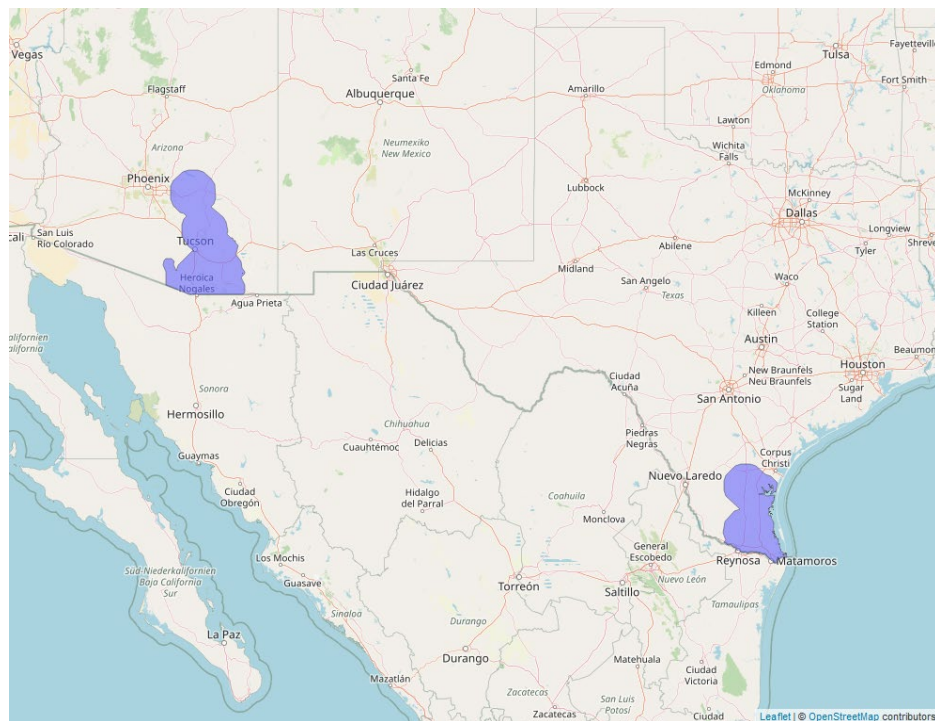 Vegas
Fayetteville
Edmond
Tulsa
Santa Fe
Oklahoma
Fort Smith
Flagstaff
Albuquerque
Amarillo
Lawton
Arizona
Neumexiko
New Mexico
Wichita
Falls
Phoenix
Lubbock
McKinney
Dallas
Longview
San Luis
Río Colorado
cali
Tucson
Abilene
Shreve
Tyler
Las Cruces
Midland
Heroica
Nogales
Ciudad Juárez
San Angelo
Texas
Waco
Agua Prieta
Killeen
College
Station
Austin
kalifornien
alifornia
Beaumont
New Braunfels
Neu Braunfels
Houston
Ciudad
Acuña
Sugar
Land
Sonora
San Antonio
Hermosillo
Chihuahua
Piedras
Negras
Cuauhtémoc
Delicias
Guaymas
Corpus
Christi
Nuevo Laredo
Ciudad
Obregón
Hidalgo
del Parral
Coahuila
Monclova
General
Escobedo
Los Mochis
Reynosa
Matamoros
Süd-Niederkalifornien
Baja California
Sur
Guasave
Torreón
Nuevo León
Saltillo
Sinaloa
Tamaulipas
Durango
La Paz
Durango
Matehuala
Ciudad
Victoria
Mazatlán
Zacatecas
San Luis
Potosí
Zacatecas
Ciudad
Leaflet | © OpenStreetMap contributors